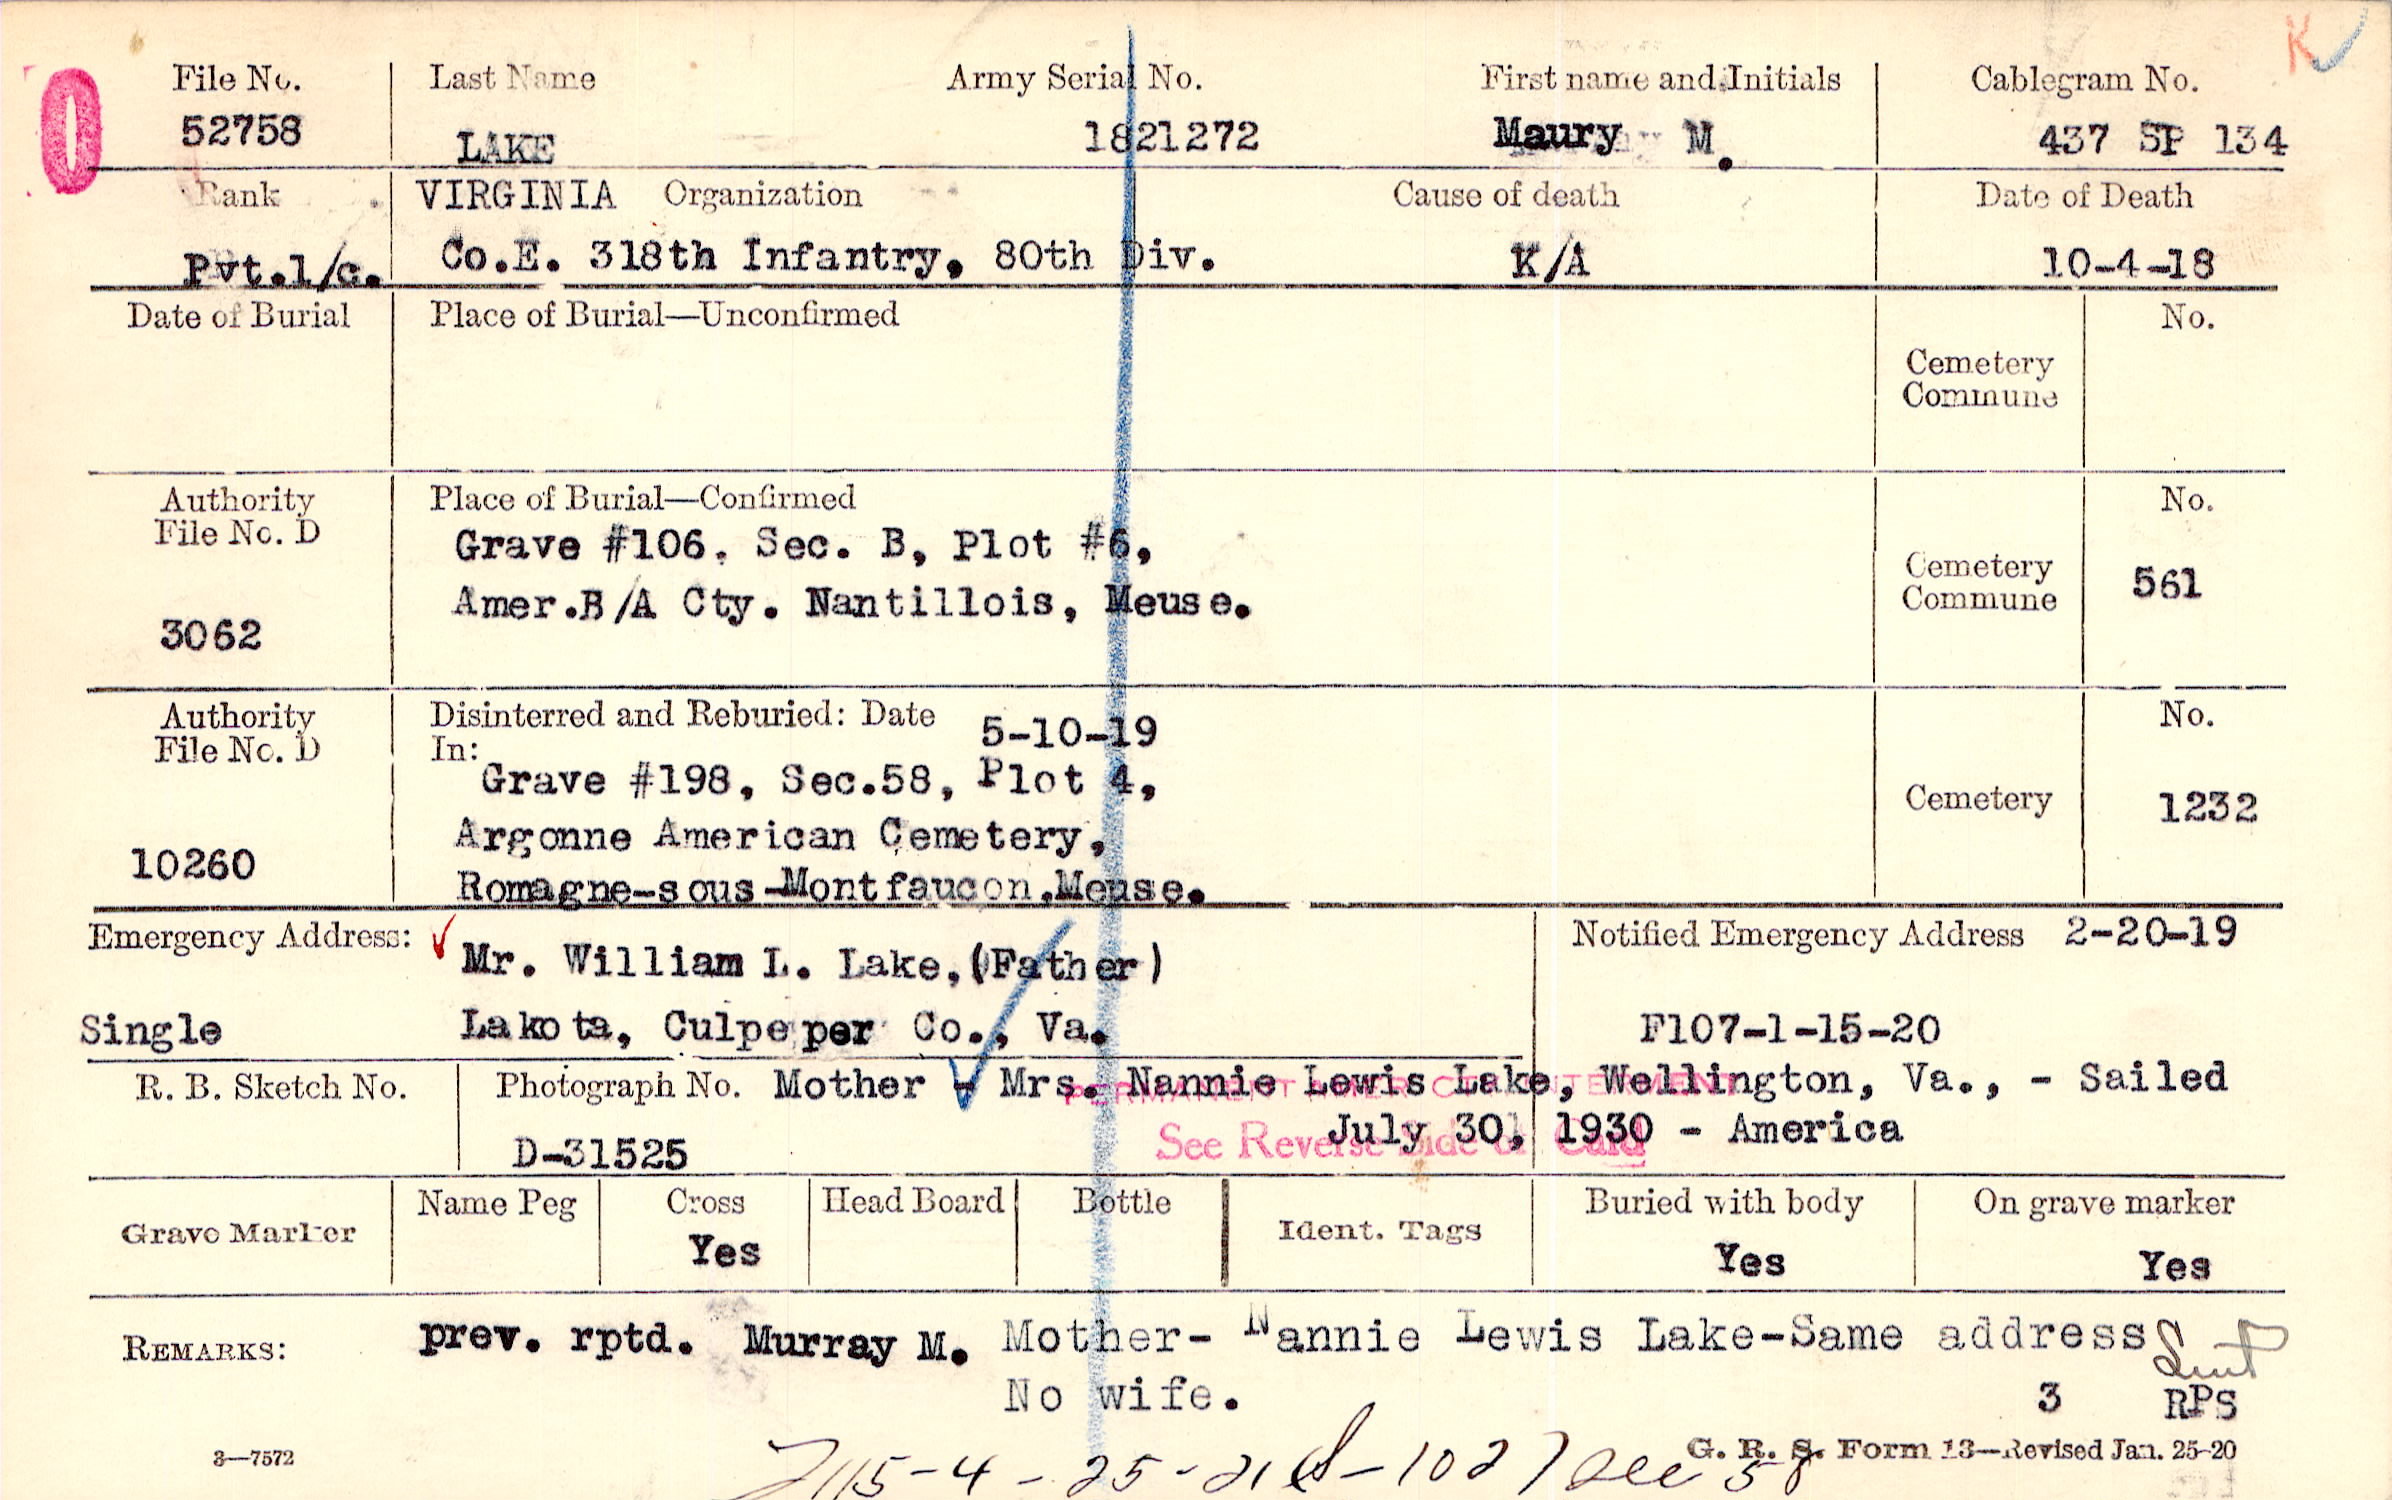 K
0
File No. Last Name Army Serial No. First name and Initials Cablegram No.
52758 LAKE 1821272 Maury M. 437 SP 134
Rank VIRGINIA Organization Cause of death Date of Death
Pvt.1/c. Co.E. 318th Infantry, 80th Div. K/A 10-4-18
Date of Burial Place of Burial—Unconfirmed No.
Cemetery
Commune
Authority Place of Burial—Confirmed No.
File No. D
Grave #106, Sec. B, Plot #6,
Cemetery
Commune 561
Amer.B/A Cty. Nantillois, Meuse.
3062
Authority Disinterred and Reburied: Date 5-10-19 No.
File No. D In:
Grave #198, Sec.58, Plot 4,
Cemetery 1232
Argonne American Cemetery,
10260
Romagne-sous-Montfaucon,Meuse.
Emergency Address: Mr. William L. Lake,(Father) Notified Emergency Address 2-20-19
Single Lakota, Culpeper Co., Va. F107-1-15-20
R. B. Sketch No. Photograph No. Mother - Mrs. Nannie Lewis Lake, Wellington, Va., - Sailed
PERMANENT AMERICAN INTERMENT
July 30, 1930 - America
See Reverse Side of Card
D-31525
Grave Marker Name Peg Cross Head Board Bottle Ident. Tags Buried with body On grave marker
Yes Yes Yes
REMARKS: prev. rptd. Murray M. Mother- Nannie Lewis Lake-Same address Sent
No wife. 3 RPS
3—7572 G. R. S. Form 13—Revised Jan. 25-20